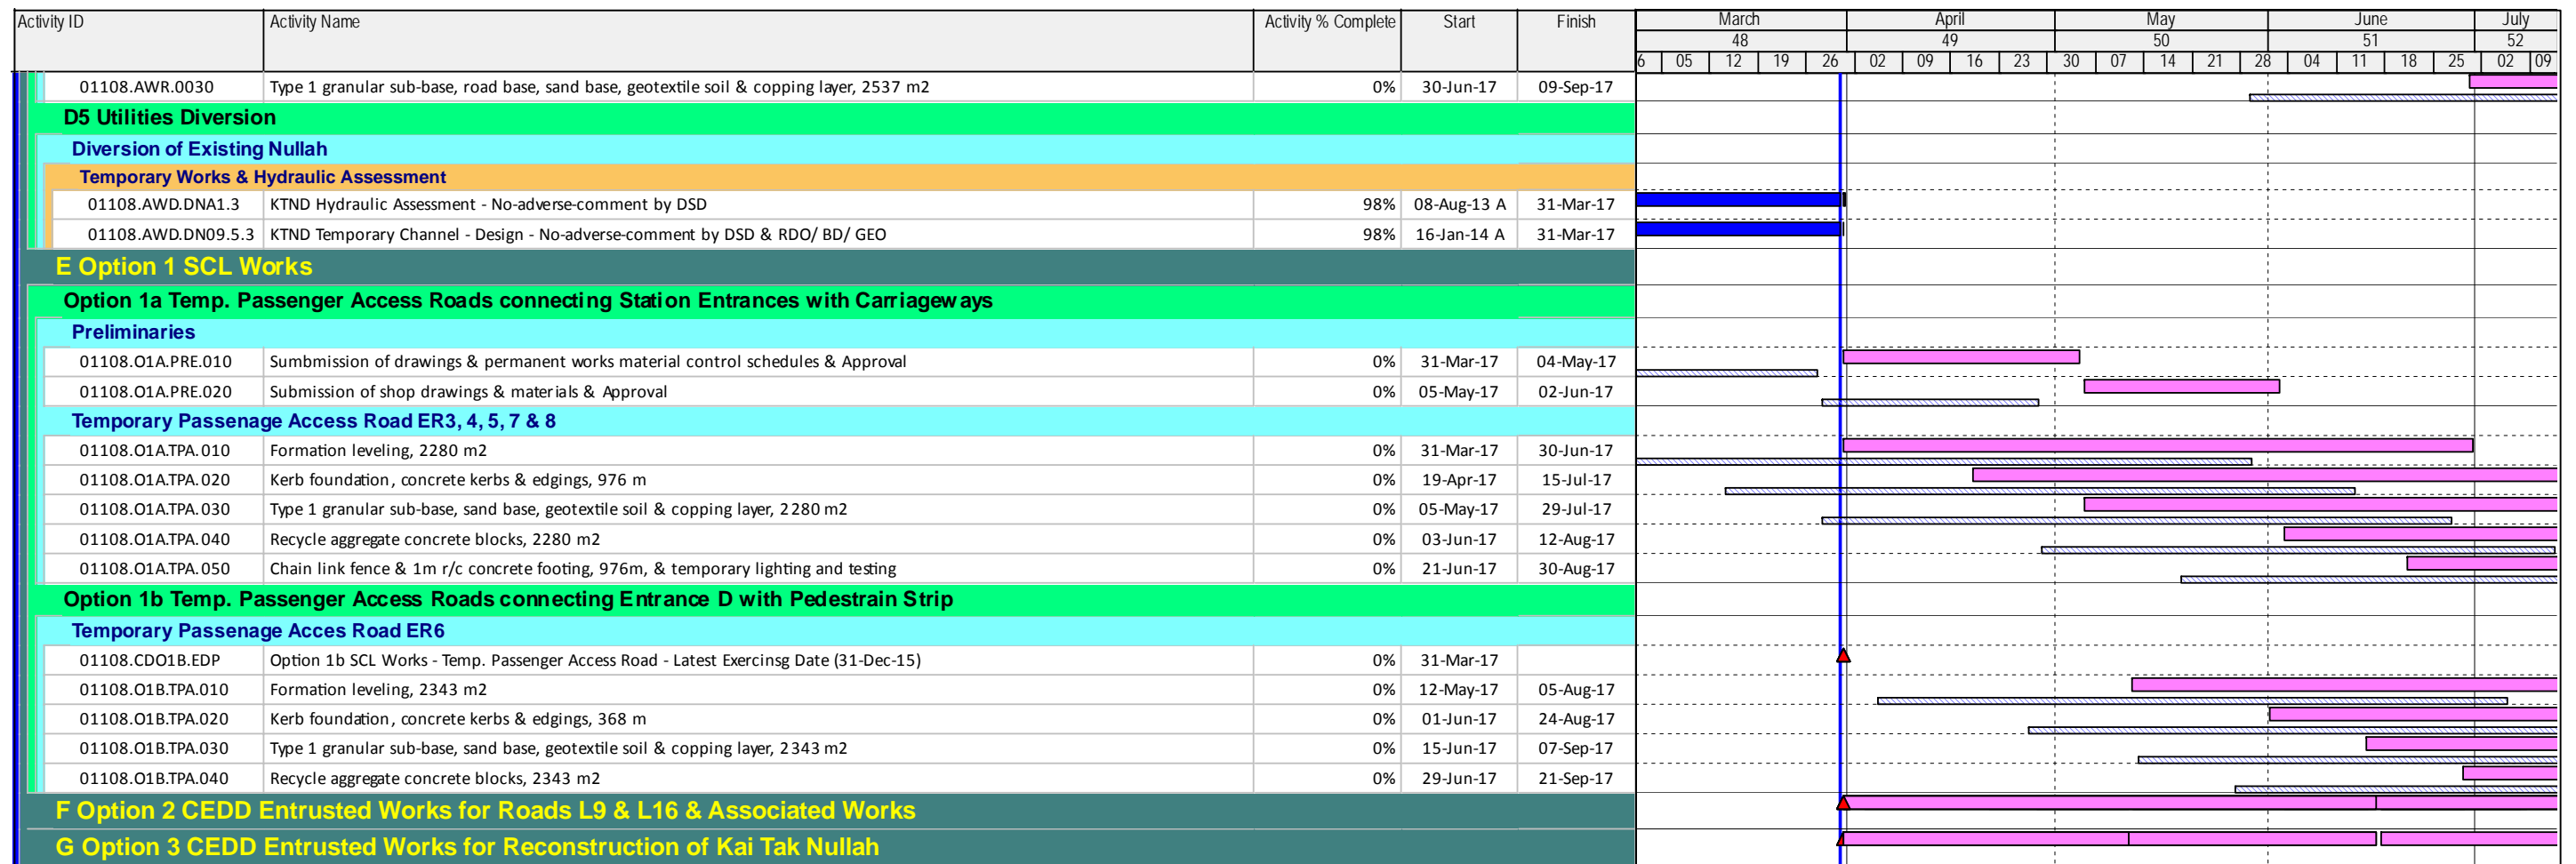 Activity ID Activity Name Activity % Complete Start Finish March April May June July
48 49 50 51 52
6 05 12 19 26 02 09 16 23 30 07 14 21 28 04 11 18 25 02 09
01108.AWR.0030 Type 1 granular sub-base, road base, sand base, geotextile soil & copping layer, 2537 m2 0% 30-Jun-17 09-Sep-17
D5 Utilities Diversion
Diversion of Existing Nullah
Temporary Works & Hydraulic Assessment
01108.AWD.DNA1.3 KTND Hydraulic Assessment - No-adverse-comment by DSD 98% 08-Aug-13 A 31-Mar-17
01108.AWD.DN09.5.3 KTND Temporary Channel - Design - No-adverse-comment by DSD & RDO/ BD/ GEO 98% 16-Jan-14 A 31-Mar-17
E Option 1 SCL Works
Option 1a Temp. Passenger Access Roads connecting Station Entrances with Carriageways
Preliminaries
01108.O1A.PRE.010 Sumbmission of drawings & permanent works material control schedules & Approval 0% 31-Mar-17 04-May-17
01108.O1A.PRE.020 Submission of shop drawings & materials & Approval 0% 05-May-17 02-Jun-17
Temporary Passenage Access Road ER3, 4, 5, 7 & 8
01108.O1A.TPA.010 Formation leveling, 2280 m2 0% 31-Mar-17 30-Jun-17
01108.O1A.TPA.020 Kerb foundation, concrete kerbs & edgings, 976 m 0% 19-Apr-17 15-Jul-17
01108.O1A.TPA.030 Type 1 granular sub-base, sand base, geotextile soil & copping layer, 2280 m2 0% 05-May-17 29-Jul-17
01108.O1A.TPA.040 Recycle aggregate concrete blocks, 2280 m2 0% 03-Jun-17 12-Aug-17
01108.O1A.TPA.050 Chain link fence & 1m r/c concrete footing, 976m, & temporary lighting and testing 0% 21-Jun-17 30-Aug-17
Option 1b Temp. Passenger Access Roads connecting Entrance D with Pedestrain Strip
Temporary Passenage Acces Road ER6
01108.CDO1B.EDP Option 1b SCL Works - Temp. Passenger Access Road - Latest Exercinsg Date (31-Dec-15) 0% 31-Mar-17
01108.O1B.TPA.010 Formation leveling, 2343 m2 0% 12-May-17 05-Aug-17
01108.O1B.TPA.020 Kerb foundation, concrete kerbs & edgings, 368 m 0% 01-Jun-17 24-Aug-17
01108.O1B.TPA.030 Type 1 granular sub-base, sand base, geotextile soil & copping layer, 2343 m2 0% 15-Jun-17 07-Sep-17
01108.O1B.TPA.040 Recycle aggregate concrete blocks, 2343 m2 0% 29-Jun-17 21-Sep-17
F Option 2 CEDD Entrusted Works for Roads L9 & L16 & Associated Works
G Option 3 CEDD Entrusted Works for Reconstruction of Kai Tak Nullah